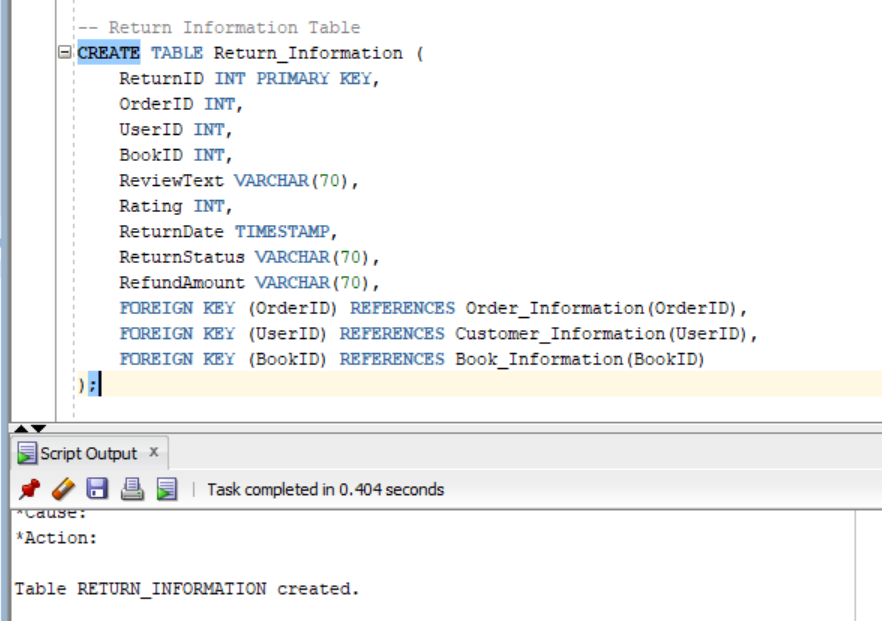 -- Return Information Table
CREATE TABLE Return_Information (
ReturnID INT PRIMARY KEY,
OrderID INT,
UserID INT,
BookID INT,
ReviewText VARCHAR(70),
Rating INT,
ReturnDate TIMESTAMP,
ReturnStatus VARCHAR(70),
RefundAmount VARCHAR(70),
FOREIGN KEY (OrderID) REFERENCES Order_Information(OrderID),
FOREIGN KEY (UserID) REFERENCES Customer_Information(UserID),
FOREIGN KEY (BookID) REFERENCES Book_Information(BookID)
);
Script Output x
Task completed in 0.404 seconds
*Cause:
*Action:
Table RETURN_INFORMATION created.